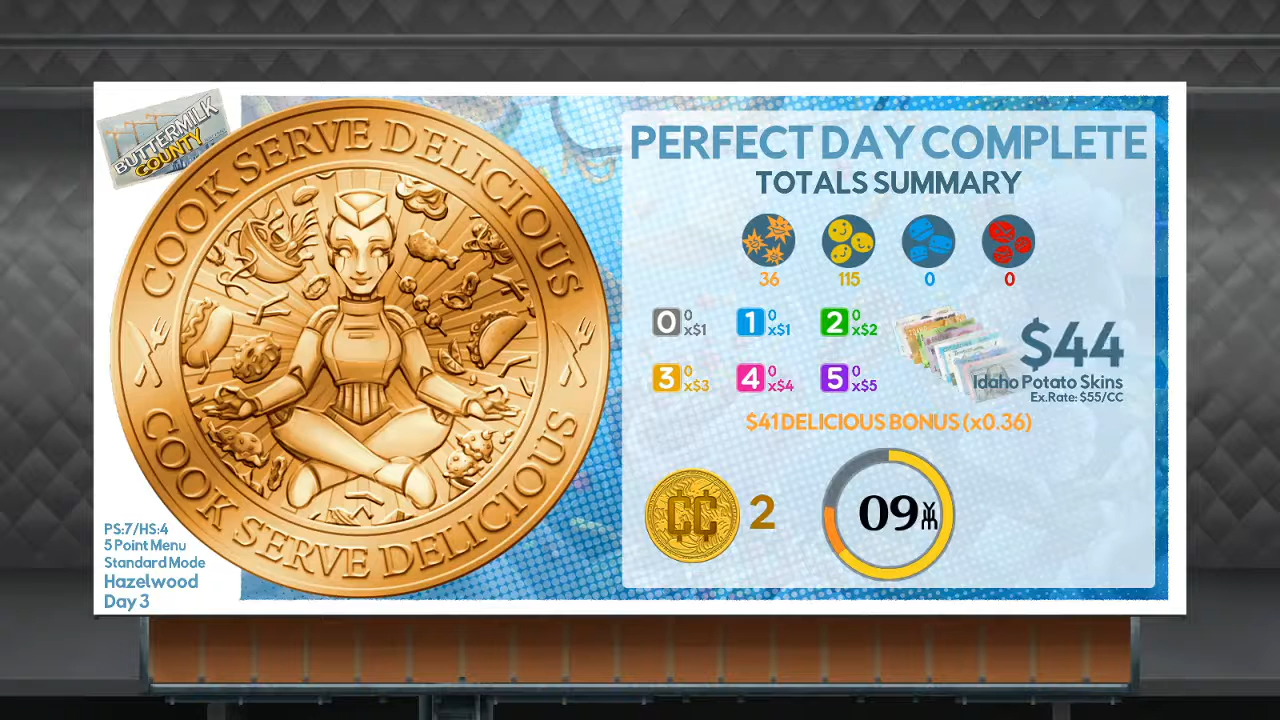 BUTTERMILK
COUNTY
COOK SERVE DELICIOUS
COOK SERVE DELICIOUS
PS:7/HS:4
5 Point Menu
Standard Mode
Hazelwood
Day 3
PERFECT DAY COMPLETE
TOTALS SUMMARY
36 115 0 0
0 0 x$1 1 0 x$1 2 0 x$2
3 0 x$3 4 0 x$4 5 0 x$5
$44
Idaho Potato Skins
Ex.Rate: $55/CC
$41 DELICIOUS BONUS (x0.36)
CC 2
09